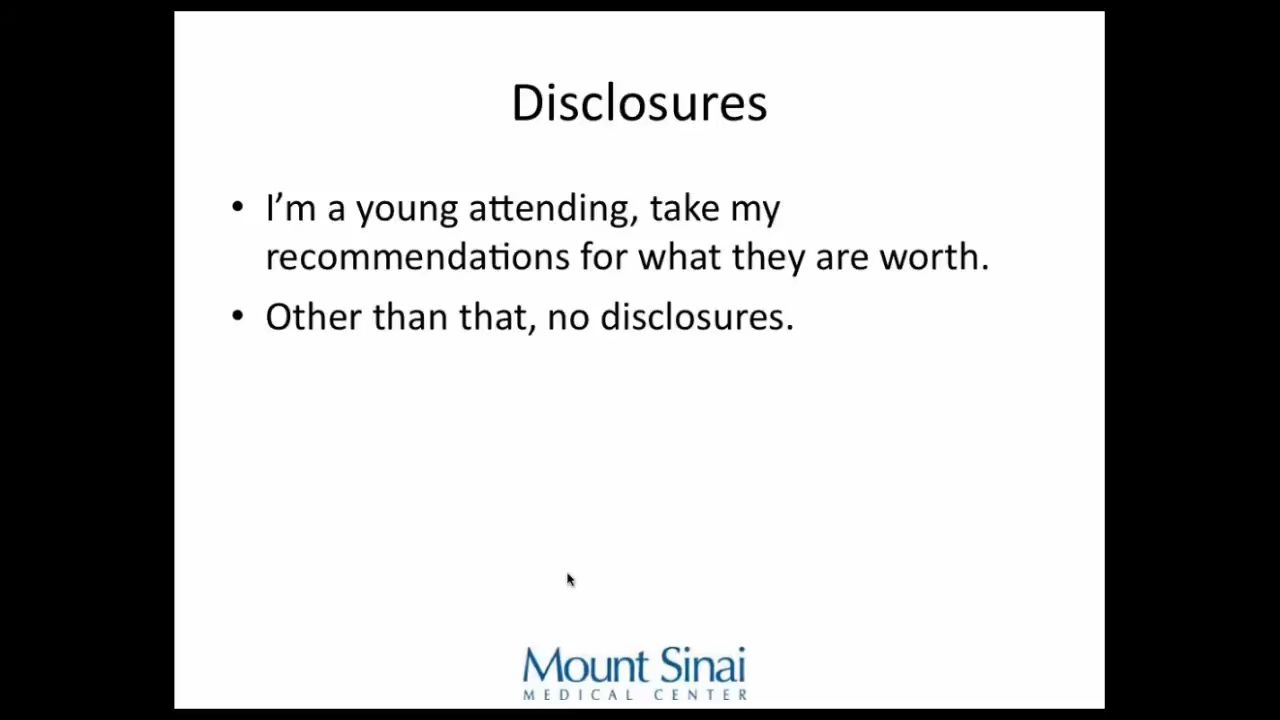 Disclosures
• I’m a young attending, take my
recommendations for what they are worth.
• Other than that, no disclosures.
Mount Sinai
MEDICAL CENTER